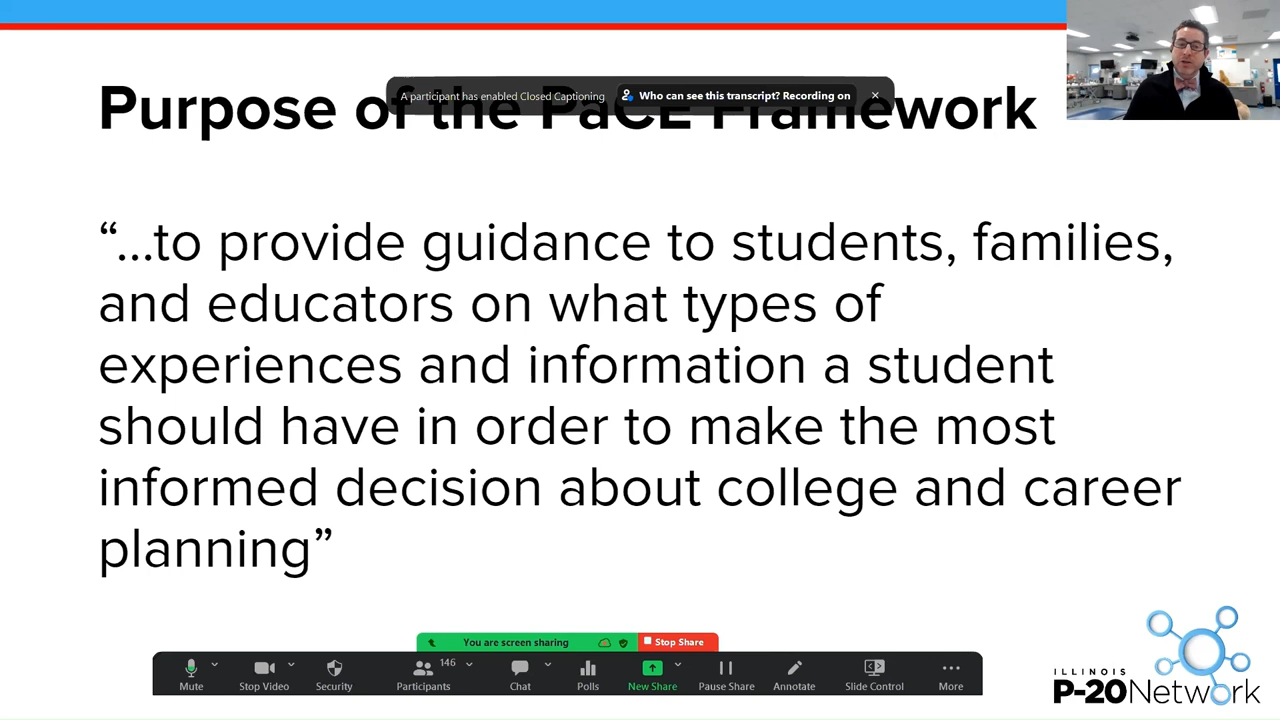 A participant has enabled Closed Captioning Who can see this transcript? Recording on
Purpose of the PaCE Framework
“...to provide guidance to students, families,
and educators on what types of
experiences and information a student
should have in order to make the most
informed decision about college and career
planning”
You are screen sharing Stop Share
146
Mute Stop Video Security Participants Chat Polls New Share Pause Share Annotate Slide Control More
ILLINOIS
P-20 Network